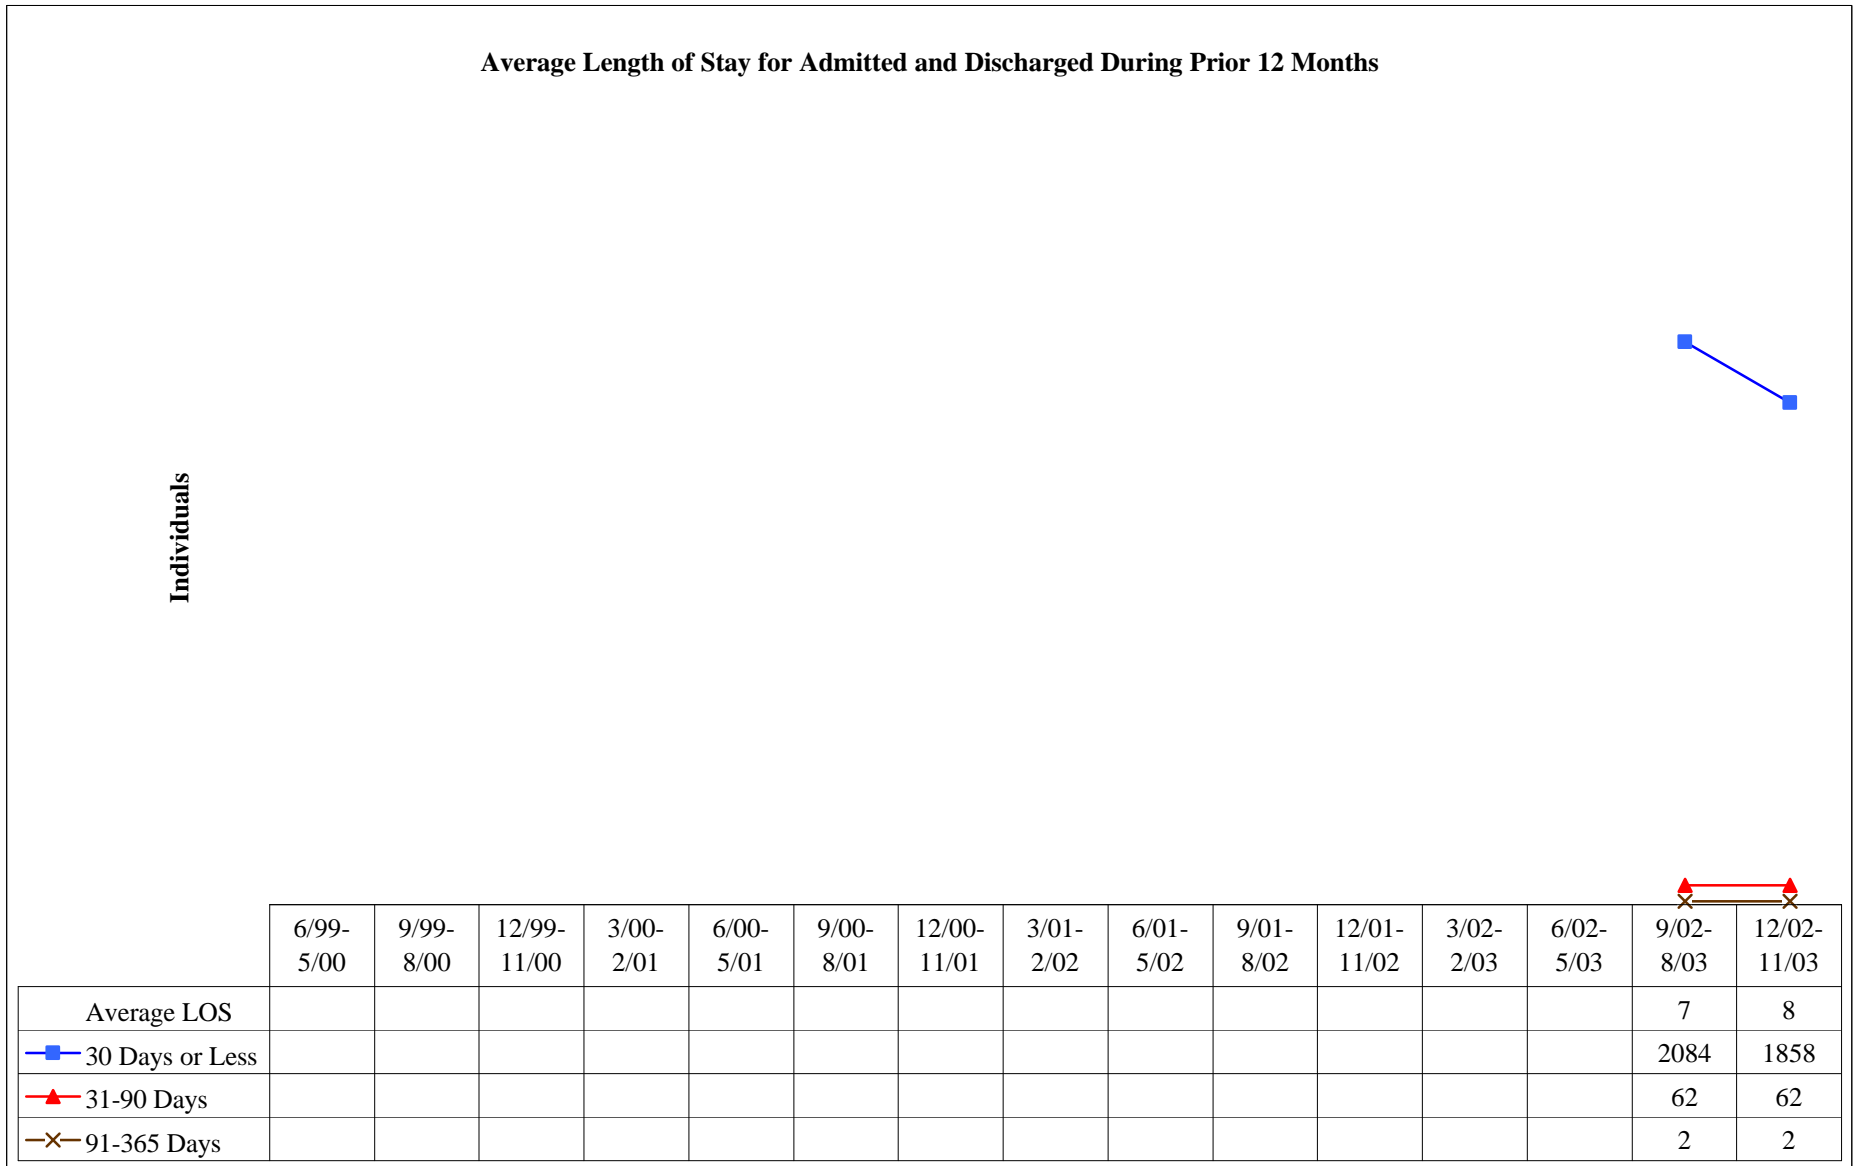 Average Length of Stay for Admitted and Discharged During Prior 12 Months
Individuals
6/99- 9/99- 12/99- 3/00- 6/00- 9/00- 12/00- 3/01- 6/01- 9/01- 12/01- 3/02- 6/02- 9/02- 12/02-
5/00 8/00 11/00 2/01 5/01 8/01 11/01 2/02 5/02 8/02 11/02 2/03 5/03 8/03 11/03
Average LOS 7 8
30 Days or Less 2084 1858
31-90 Days 62 62
91-365 Days 2 2